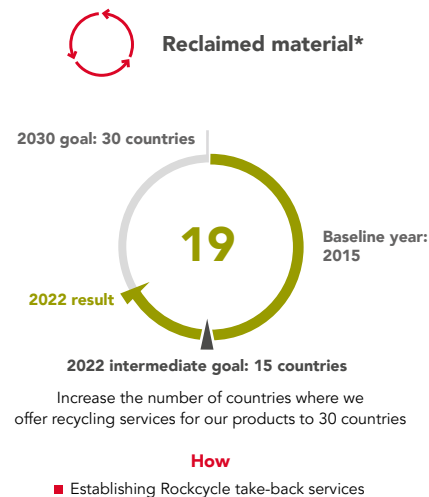 Reclaimed material*
2030 goal: 30 countries
19
Baseline year:
2015
2022 result
2022 intermediate goal: 15 countries
Increase the number of countries where we
offer recycling services for our products to 30 countries
How
■ Establishing Rockcycle take-back services